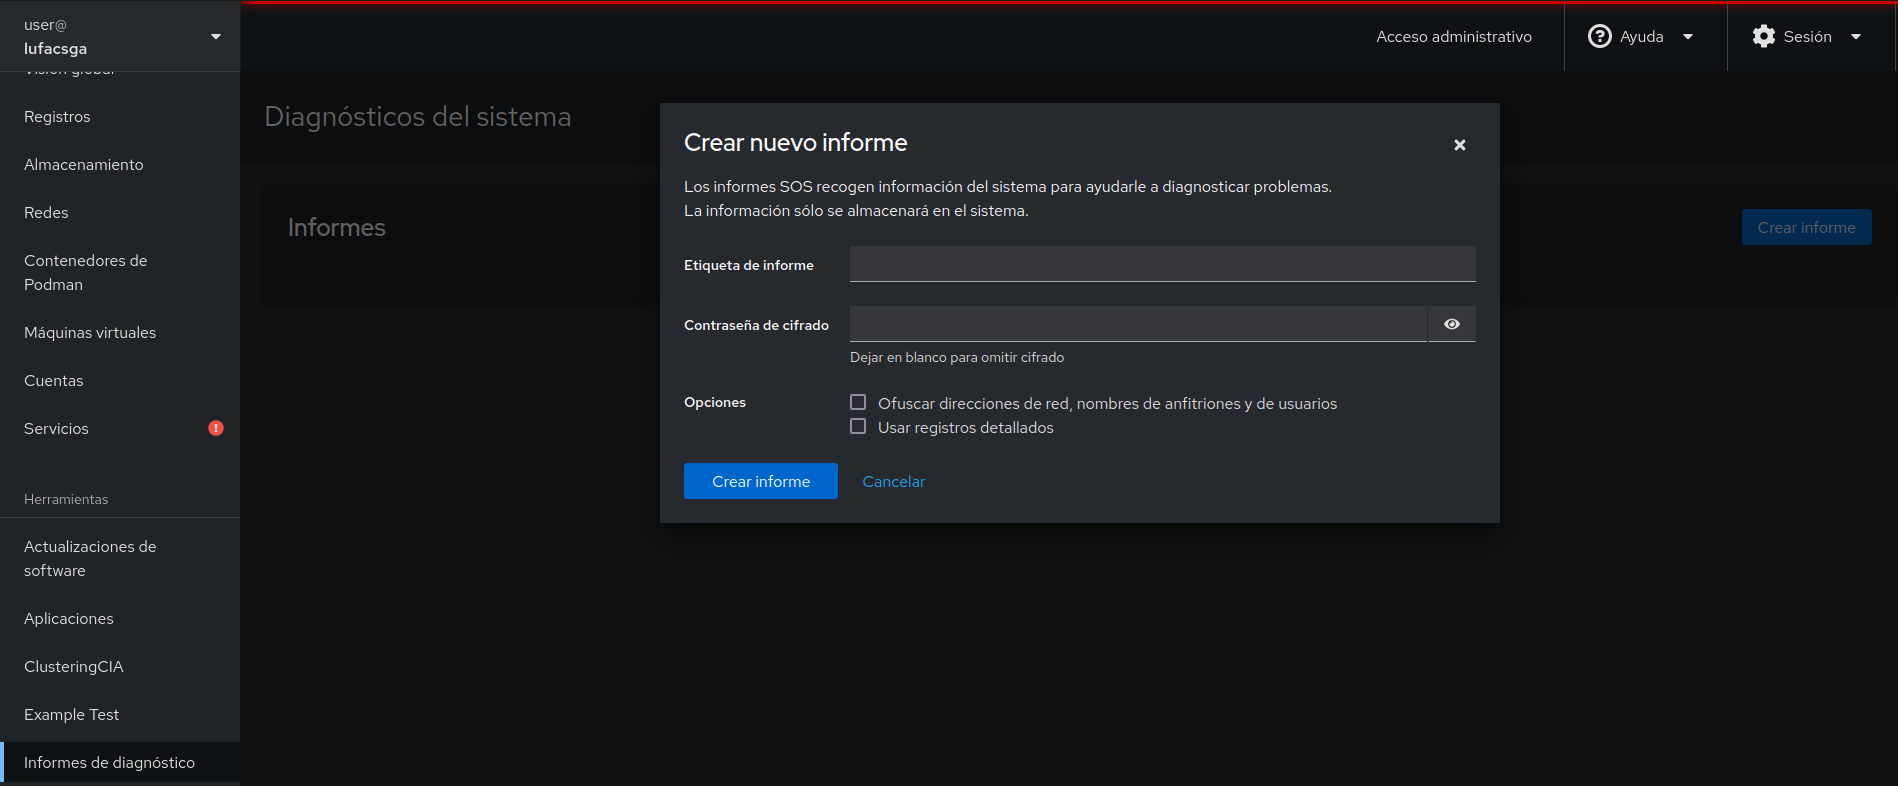 user@
lufacsga
Visión global
Registros
Almacenamiento
Redes
Contenedores de
Podman
Máquinas virtuales
Cuentas
Servicios
Herramientas
Actualizaciones de
software
Aplicaciones
ClusteringCIA
Example Test
Informes de diagnóstico
Acceso administrativo
Ayuda
Sesión
Diagnósticos del sistema
Informes
Crear informe
Crear nuevo informe
Los informes SOS recogen información del sistema para ayudarle a diagnosticar problemas.
La información sólo se almacenará en el sistema.
Etiqueta de informe
Contraseña de cifrado
Dejar en blanco para omitir cifrado
Opciones
Ofuscar direcciones de red, nombres de anfitriones y de usuarios
Usar registros detallados
Crear informe
Cancelar